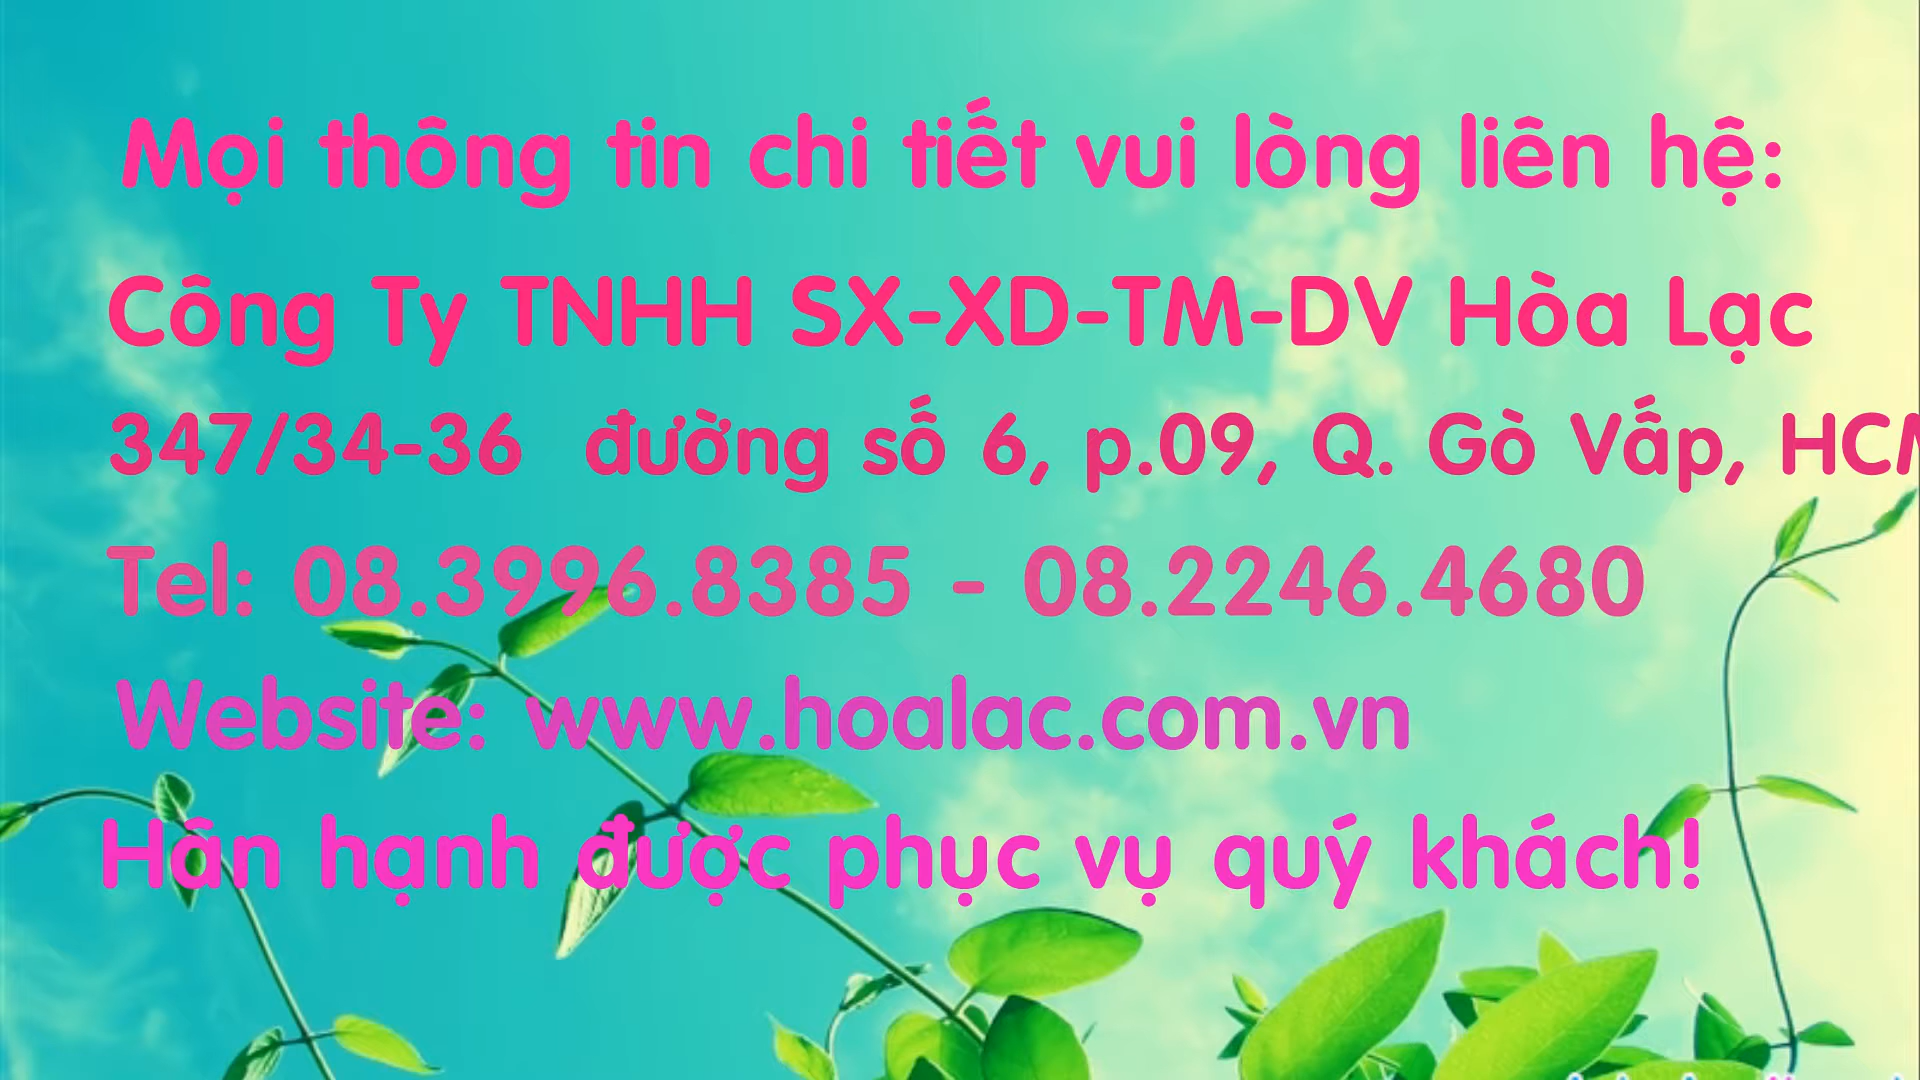 Mọi thông tin chi tiết vui lòng liên hệ:
Công Ty TNHH SX-XD-TM-DV Hòa Lạc
347/34-36 đường số 6, p.09, Q. Gò Vấp, HCM
Tel: 08.3996.8385 - 08.2246.4680
Website: www.hoalac.com.vn
Hân hạnh được phục vụ quý khách!